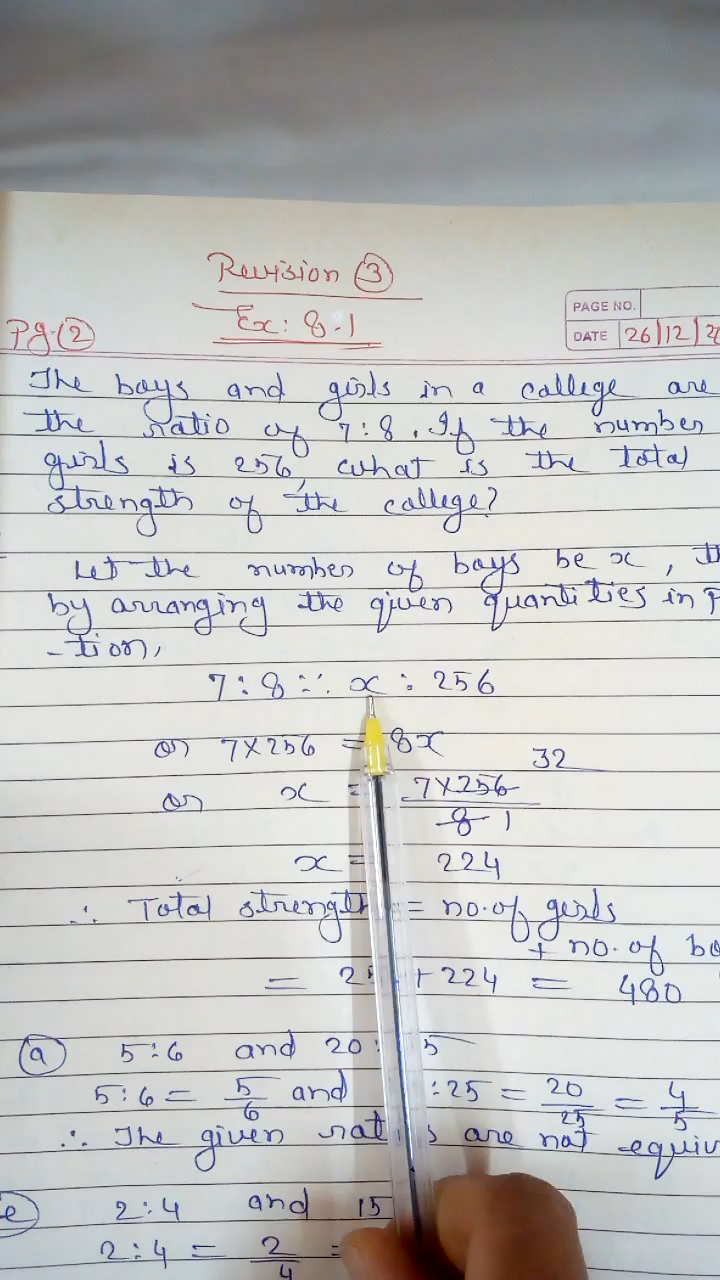 Revision 3
Ex: 8.1
Pg. 2
PAGE NO.
DATE 26/12/2
The boys and girls in a college are
the ratio of 7:8. If the number
girls is 256, what is the total
strength of the college?
Let the number of boys be x,
by arranging the given quantities in
-tion,
7:8 :: x : 256
or 7×256 = 8x
32
or x = 7×256
8 1
x = 224
∴ Total strength = no. of girls
+ no. of bo
= 2 + 224 = 480
a 5:6 and 20: 5
5:6 = 5/6 and :25 = 20/25 = 4/5
∴ The given rat s are not equiv
e 2:4 and 15
2:4 = 2/4 =